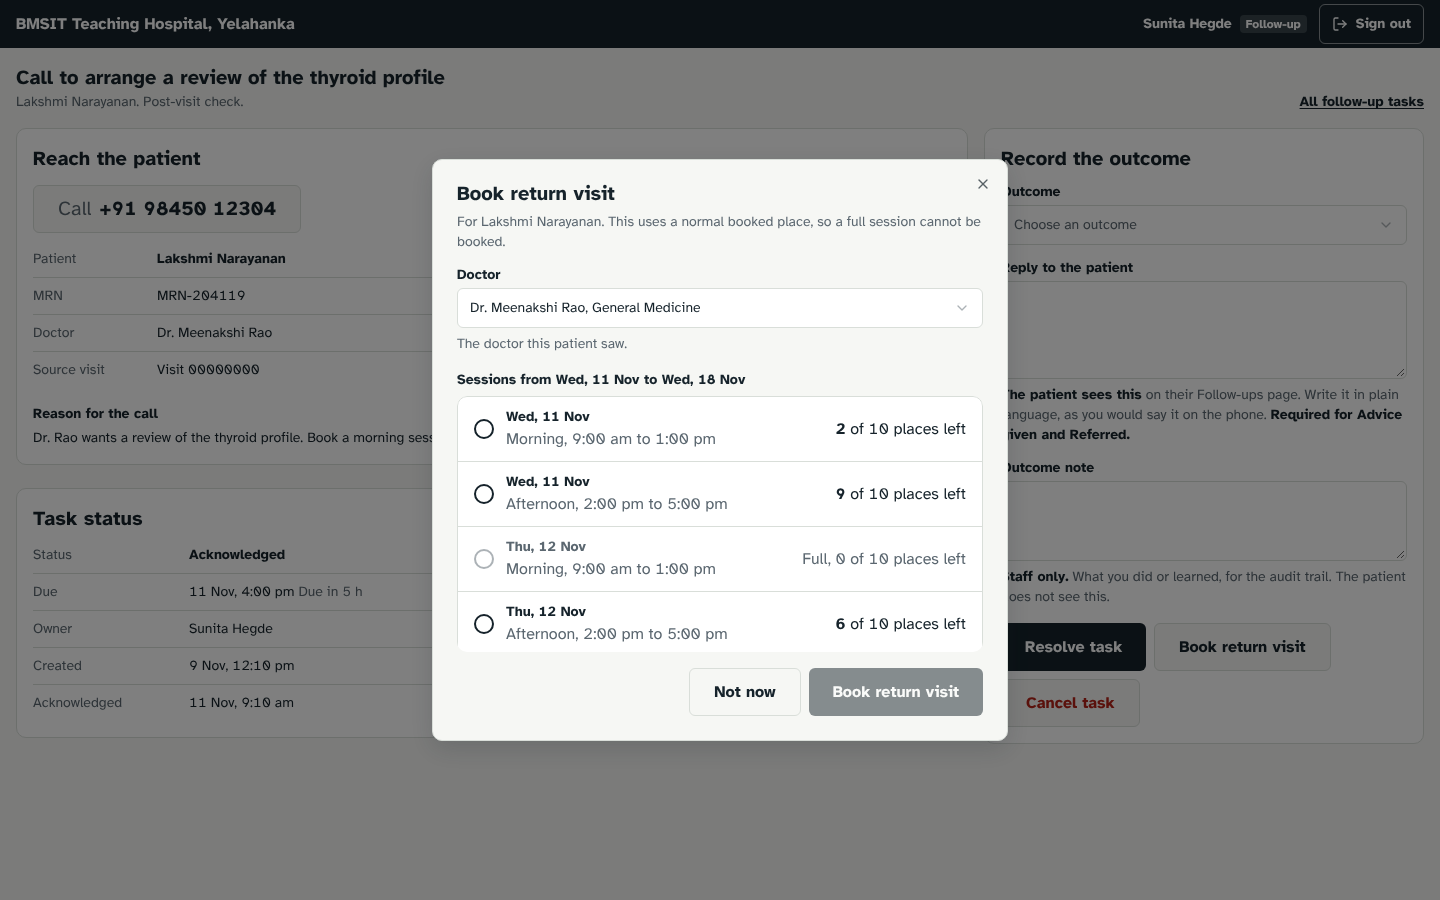 BMSIT Teaching Hospital, Yelahanka
Sunita Hegde Follow-up Sign out
Call to arrange a review of the thyroid profile
Lakshmi Narayanan. Post-visit check.
All follow-up tasks
Reach the patient
Call +91 98450 12304
Patient Lakshmi Narayanan
MRN MRN-204119
Doctor Dr. Meenakshi Rao
Source visit Visit 00000000
Reason for the call
Dr. Rao wants a review of the thyroid profile. Book a morning
Task status
Status Acknowledged
Due 11 Nov, 4:00 pm Due in 5 h
Owner Sunita Hegde
Created 9 Nov, 12:10 pm
Acknowledged 11 Nov, 9:10 am
Book return visit
For Lakshmi Narayanan. This uses a normal booked place, so a full session cannot be
booked.
Doctor
Dr. Meenakshi Rao, General Medicine
The doctor this patient saw.
Sessions from Wed, 11 Nov to Wed, 18 Nov
Wed, 11 Nov
Morning, 9:00 am to 1:00 pm
2 of 10 places left
Wed, 11 Nov
Afternoon, 2:00 pm to 5:00 pm
9 of 10 places left
Thu, 12 Nov
Morning, 9:00 am to 1:00 pm
Full, 0 of 10 places left
Thu, 12 Nov
Afternoon, 2:00 pm to 5:00 pm
6 of 10 places left
Not now
Book return visit
Record the outcome
Outcome
Choose an outcome
Reply to the patient
The patient sees this on their Follow-ups page. Write it in plain
language, as you would say it on the phone. Required for Advice
given and Referred.
Outcome note
Staff only. What you did or learned, for the audit trail. The patient
does not see this.
Resolve task
Book return visit
Cancel task